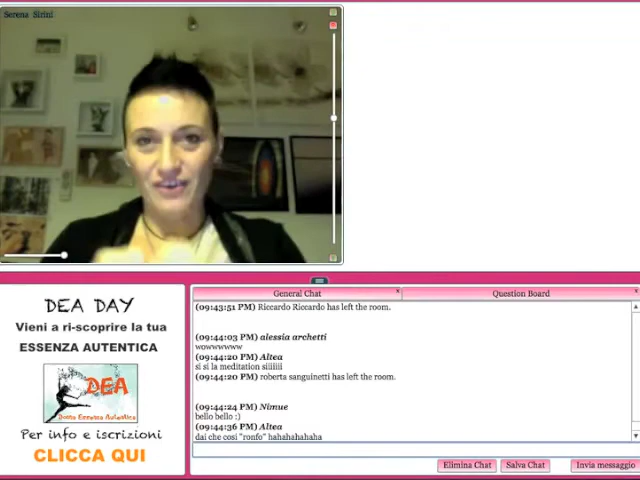 Serena Sirini
DEA DAY
Vieni a ri-scoprire la tua
ESSENZA AUTENTICA
DEA
Donna Essenza Autentica
Per info e iscrizioni
CLICCA QUI
General Chat x
Question Board x
(09:43:51 PM) Riccardo Riccardo has left the room.
(09:44:03 PM) alessia archetti
wowwwwww
(09:44:20 PM) Altea
si si la meditation siiiiiii
(09:44:20 PM) roberta sanguinetti has left the room.
(09:44:24 PM) Nimue
bello bello :)
(09:44:36 PM) Altea
dai che cosi "ronfo" hahahahahaha
Elimina Chat
Salva Chat
Invia messaggio